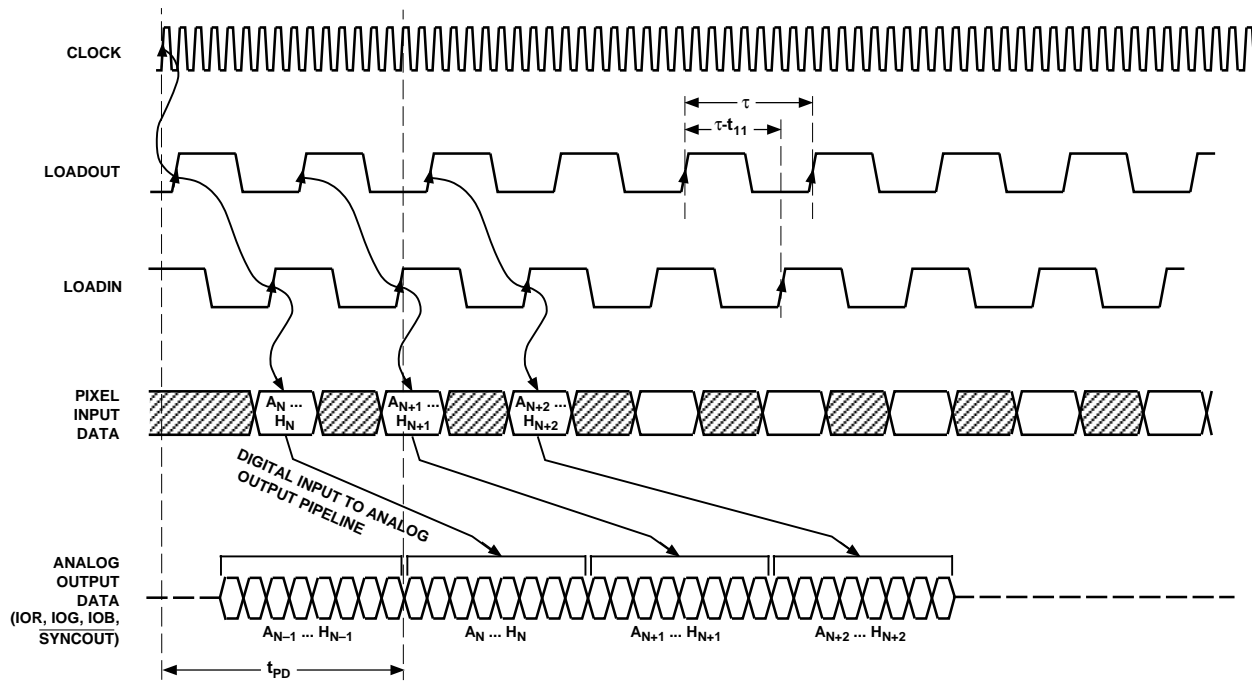 CLOCK
τ
τ-t11
LOADOUT
LOADIN
PIXEL
INPUT
DATA
AN ...
HN
AN+1 ...
HN+1
AN+2 ...
HN+2
DIGITAL INPUT TO ANALOG
OUTPUT PIPELINE
ANALOG
OUTPUT
DATA
(IOR, IOG, IOB,
SYNCOUT)
AN–1 ... HN–1
AN ... HN
AN+1 ... HN+1
AN+2 ... HN+2
tPD